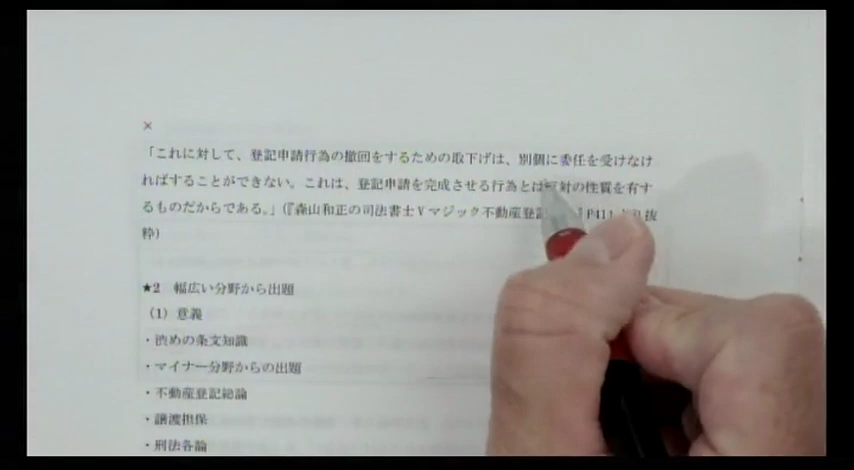 ×
「これに対して、登記申請行為の撤回をするための取下げは、別個に委任を受けなけ
ればすることができない。これは、登記申請を完成させる行為とは反対の性質を有す
るものだからである。」(『森山和正の司法書士Vマジック不動産登記 P411 より抜
粋)
★2 幅広い分野から出題
(1)意義
・渋めの条文知識
・マイナー分野からの出題
・不動産登記総論
・譲渡担保
・刑法各論